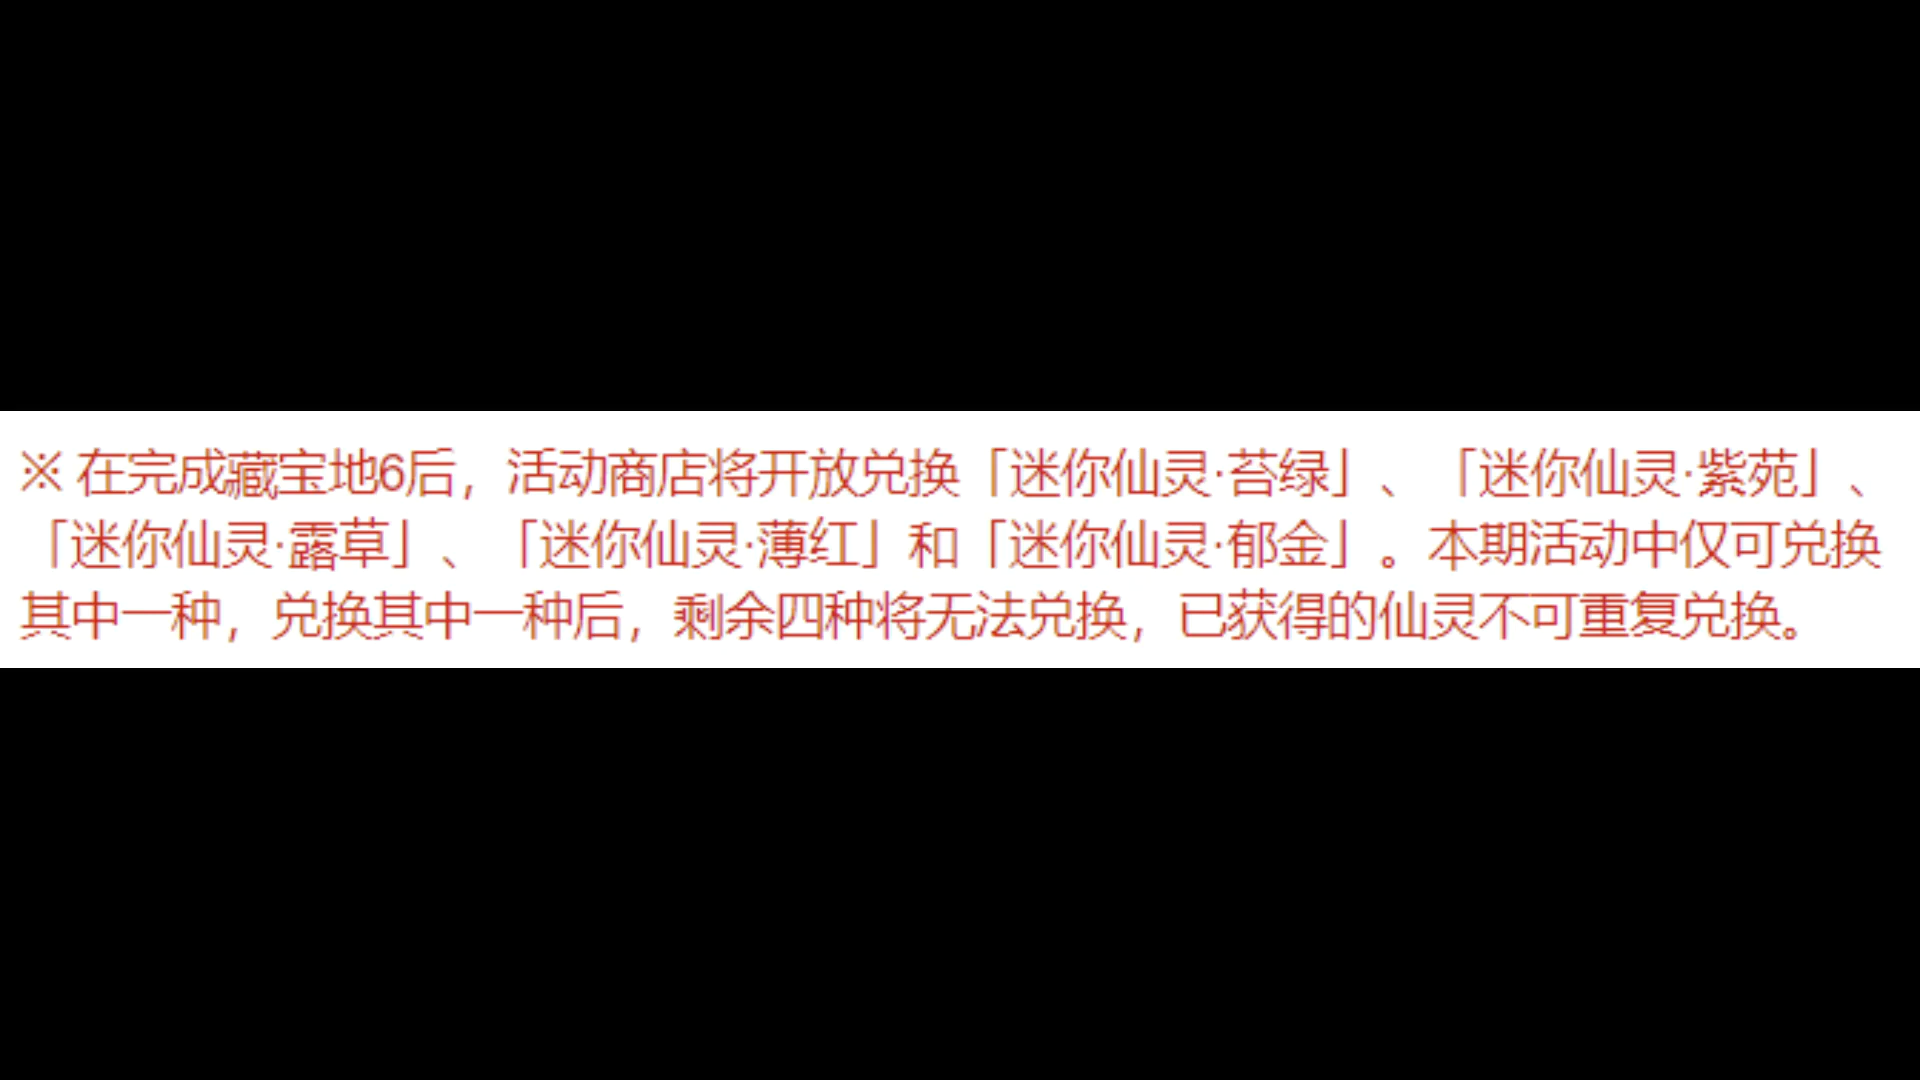 ※ 在完成藏宝地6后，活动商店将开放兑换「迷你仙灵·苔绿」、「迷你仙灵·紫苑」、
「迷你仙灵·露草」、「迷你仙灵·薄红」和「迷你仙灵·郁金」。本期活动中仅可兑换
其中一种，兑换其中一种后，剩余四种将无法兑换，已获得的仙灵不可重复兑换。